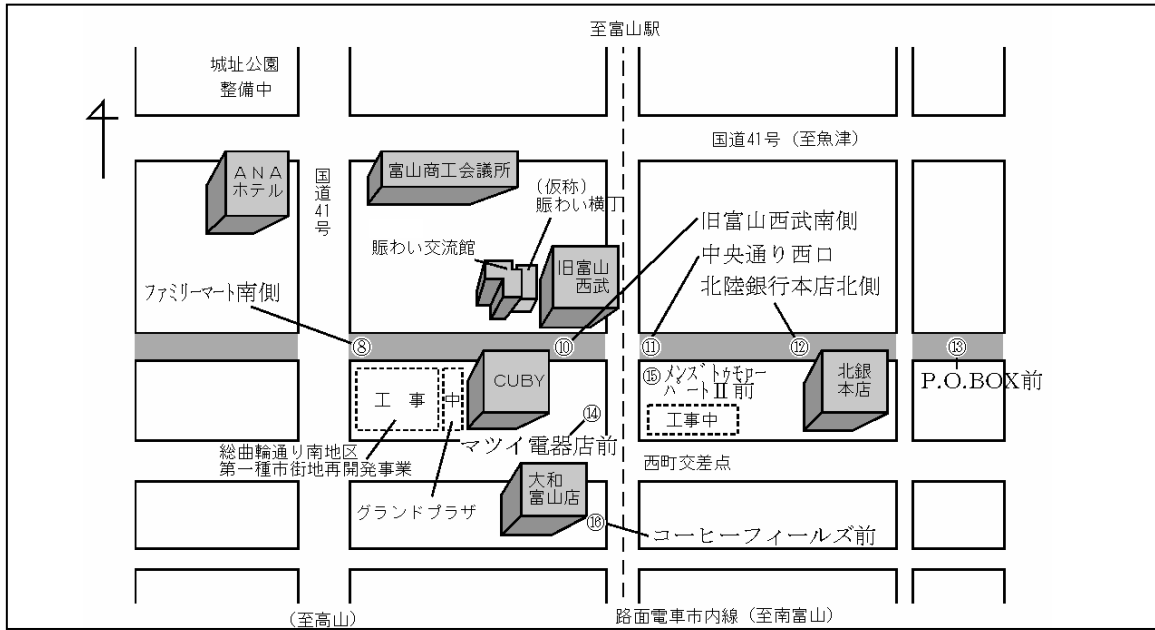 至富山駅
城址公園
整備中
国道41号（至魚津）
ANA
ホテル
国道41号
富山商工会議所
（仮称）
賑わい横丁
賑わい交流館
旧富山
西武
旧富山西武南側
中央通り西口
北陸銀行本店北側
ファミリーマート南側
⑧
⑩
⑪
⑫
⑬
工事
中
CUBY
⑭
マツイ電器店前
⑮
メンズトゥモロー
パートⅡ前
工事中
北銀
本店
P.O.BOX前
総曲輪通り南地区
第一種市街地再開発事業
グランドプラザ
西町交差点
大和
富山店
⑯
コーヒーフィールズ前
（至高山）
路面電車市内線（至南富山）